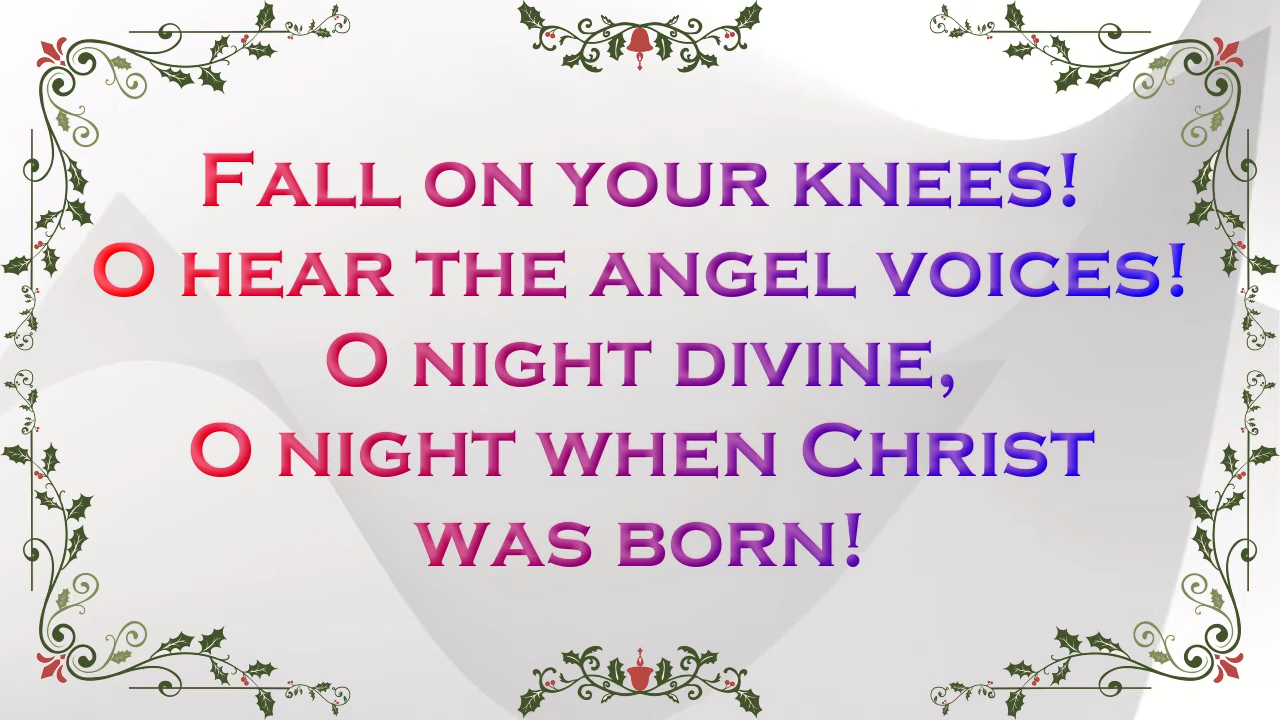 Fall on your knees!
O hear the angel voices!
O night divine,
O night when Christ
was born!